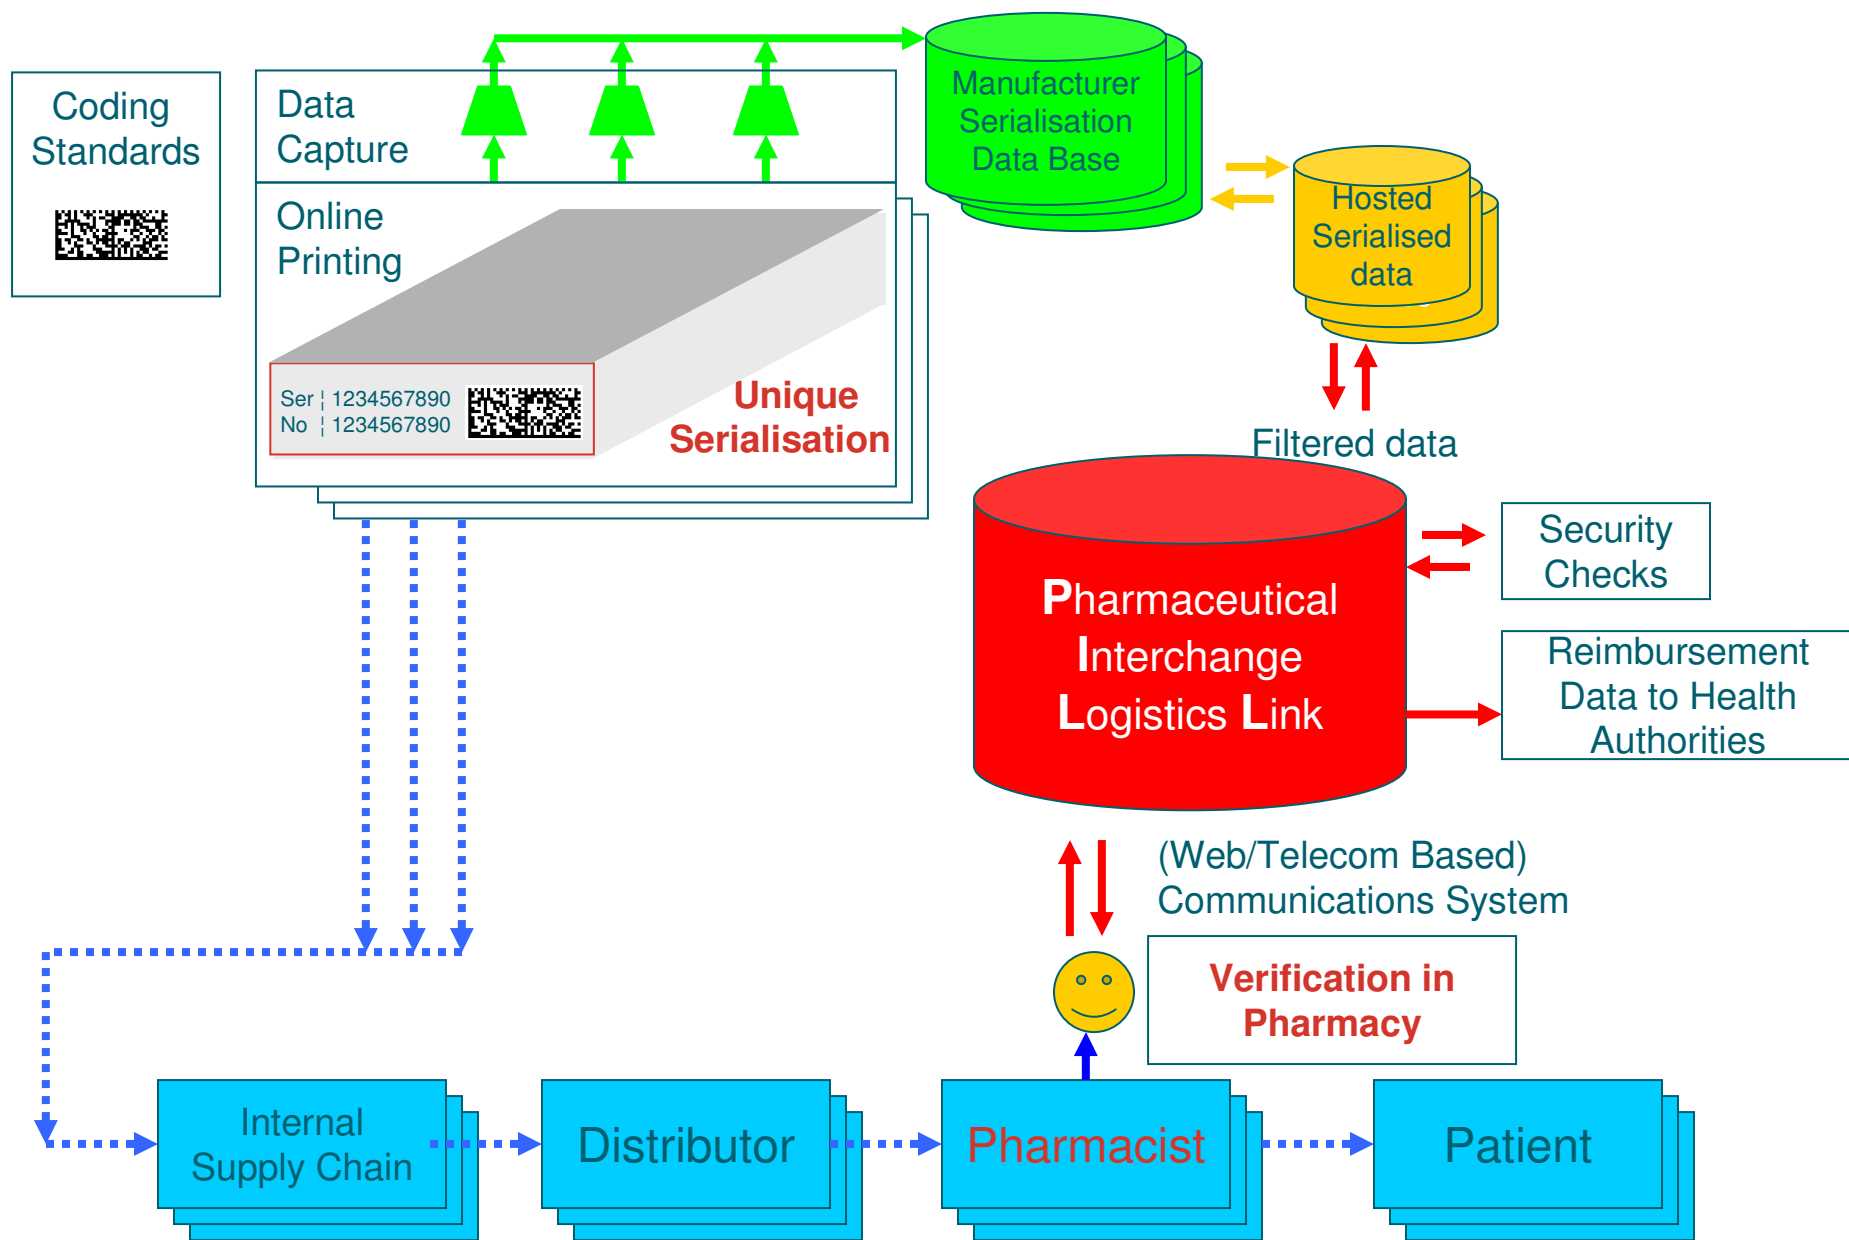 Coding
Standards
Data
Capture
Online
Printing
Ser ¦ 1234567890
No ¦ 1234567890
Unique
Serialisation
Manufacturer
Serialisation
Data Base
Hosted
Serialised
data
Filtered data
Pharmaceutical
Interchange
Logistics Link
Security
Checks
Reimbursement
Data to Health
Authorities
(Web/Telecom Based)
Communications System
Verification in
Pharmacy
Internal
Supply Chain
Distributor
Pharmacist
Patient